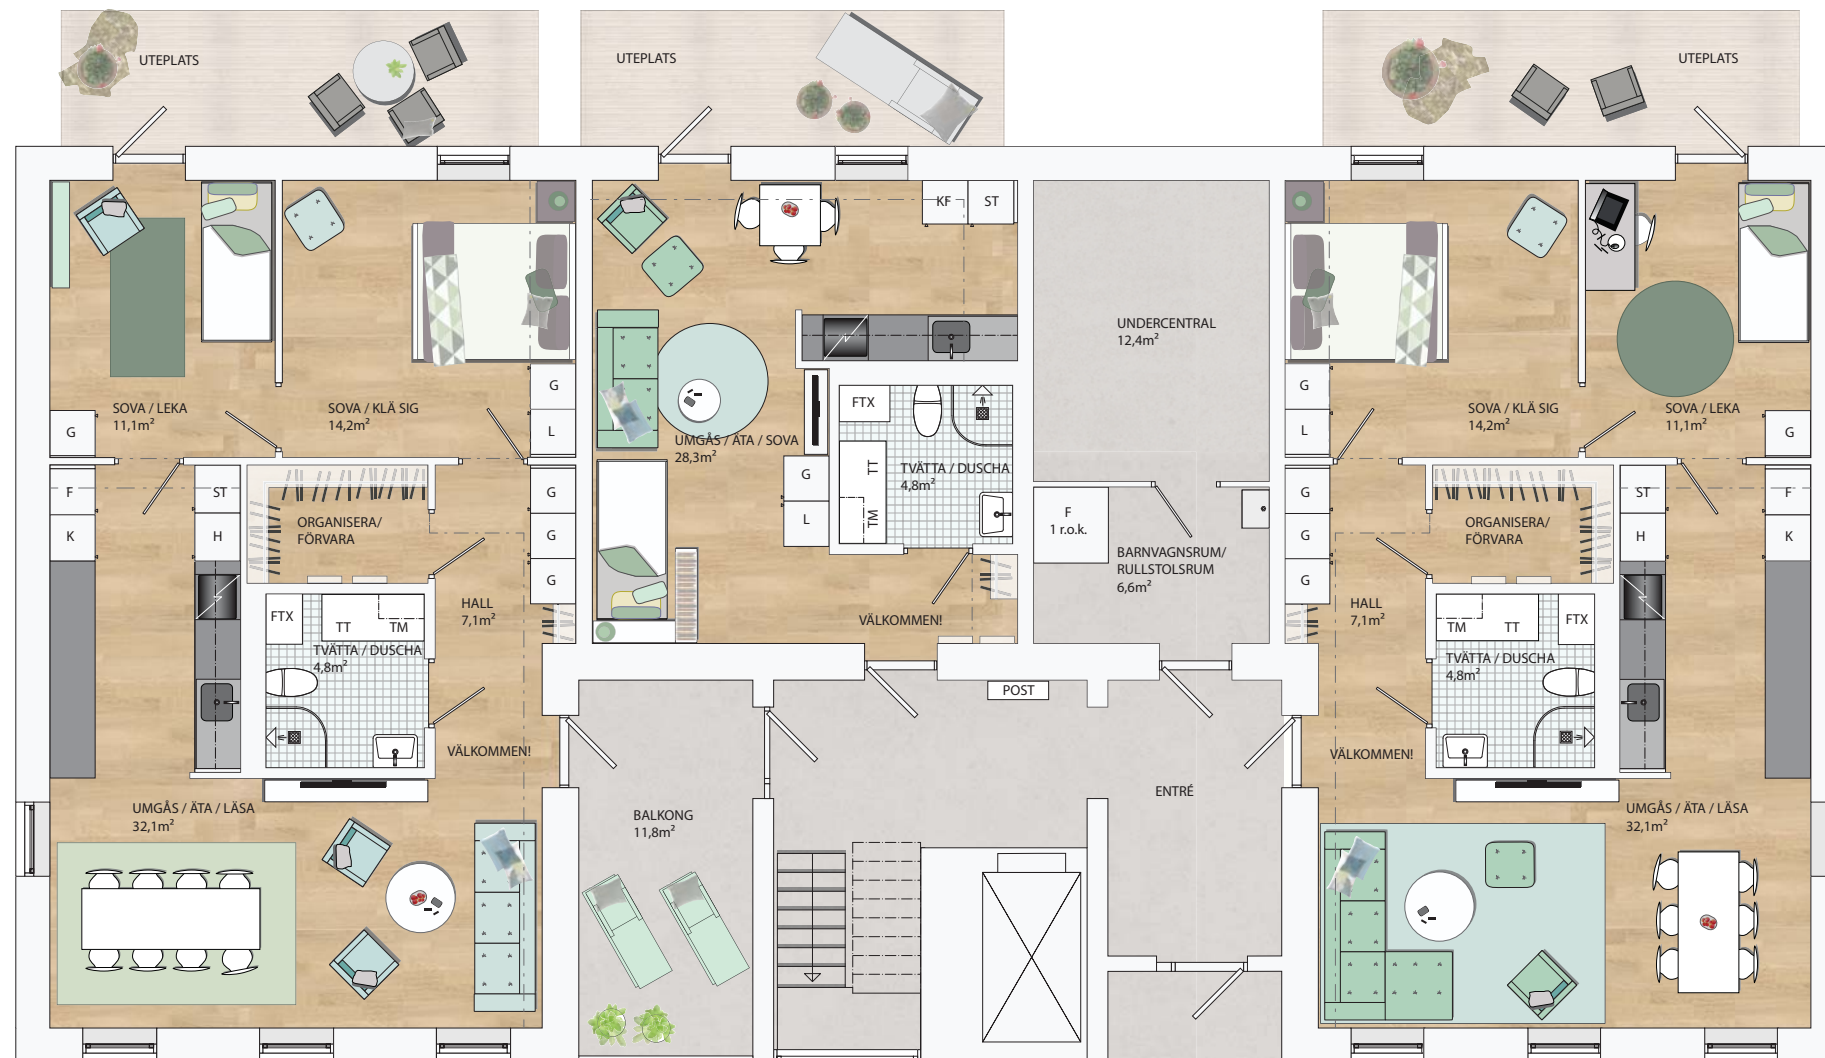 UTEPLATS
UTEPLATS
UTEPLATS
KF
ST
UNDERCENTRAL
12,4m²
SOVA / LEKA
11,1m²
SOVA / KLÄ SIG
14,2m²
G
G
L
UMGÅS / ÄTA / SOVA
28,3m²
FTX
TT
TM
TVÄTTA / DUSCHA
4,8m²
G
L
G
L
SOVA / KLÄ SIG
14,2m²
SOVA / LEKA
11,1m²
G
F
K
ST
H
ORGANISERA/
FÖRVARA
G
G
G
F
1 r.o.k.
BARNVAGNSRUM/
RULLSTOLSRUM
6,6m²
G
G
G
ORGANISERA/
FÖRVARA
ST
H
F
K
FTX
TT
TM
TVÄTTA / DUSCHA
4,8m²
HALL
7,1m²
VÄLKOMMEN!
HALL
7,1m²
TM
TT
FTX
TVÄTTA / DUSCHA
4,8m²
POST
VÄLKOMMEN!
VÄLKOMMEN!
UMGÅS / ÄTA / LÄSA
32,1m²
BALKONG
11,8m²
ENTRÉ
UMGÅS / ÄTA / LÄSA
32,1m²